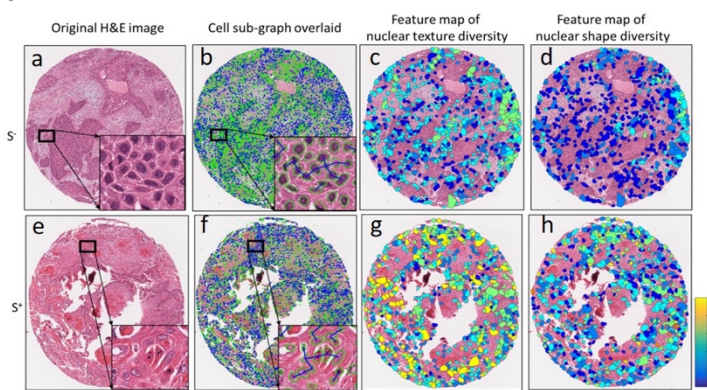 Original H&E image
Cell sub-graph overlaid
Feature map of
nuclear texture diversity
Feature map of
nuclear shape diversity
a
b
c
d
S⁻
e
f
g
h
S⁺